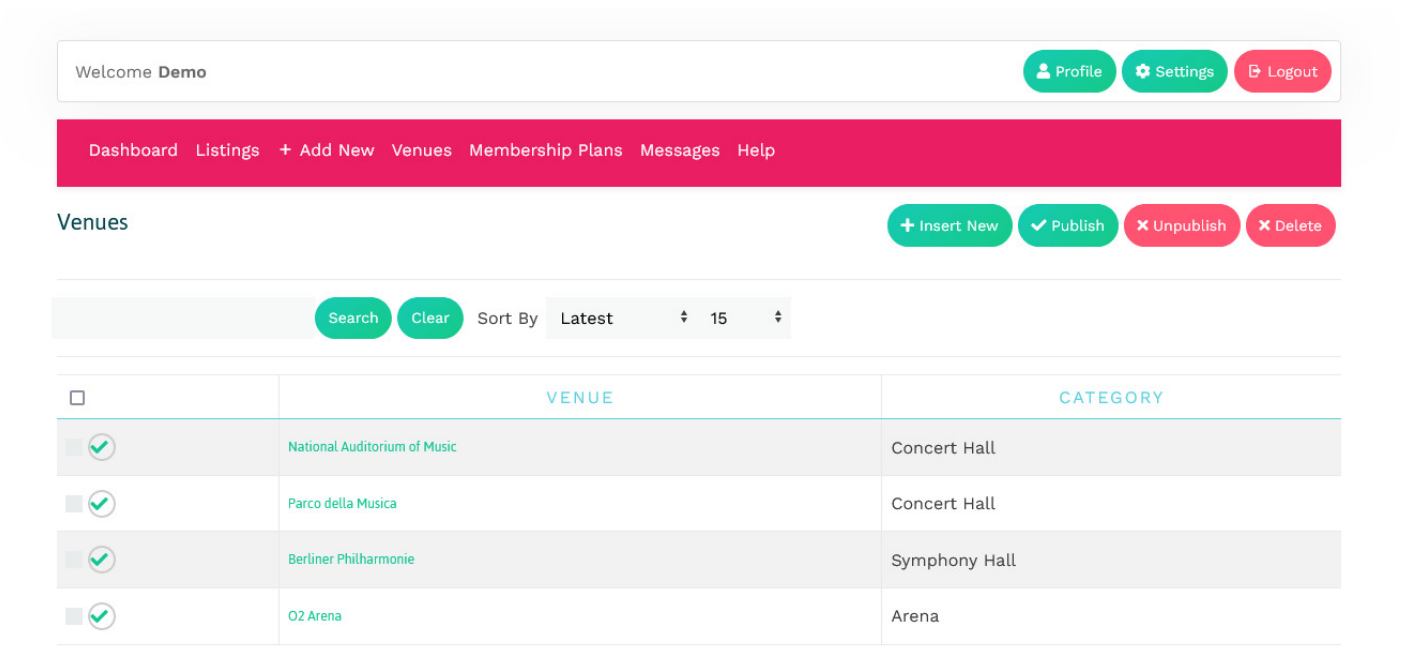 Welcome Demo Profile Settings Logout
Dashboard Listings + Add New Venues Membership Plans Messages Help
Venues Insert New Publish Unpublish Delete
Search Clear Sort By Latest 15
VENUE CATEGORY
National Auditorium of Music Concert Hall
Parco della Musica Concert Hall
Berliner Philharmonie Symphony Hall
O2 Arena Arena